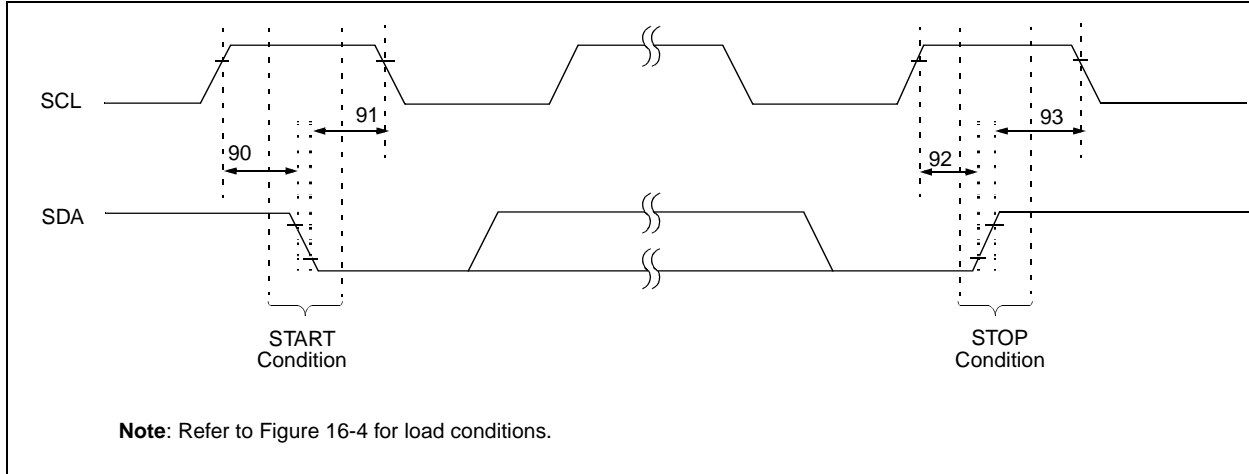 SCL
91
93
90
92
SDA
START
Condition
STOP
Condition
Note: Refer to Figure 16-4 for load conditions.